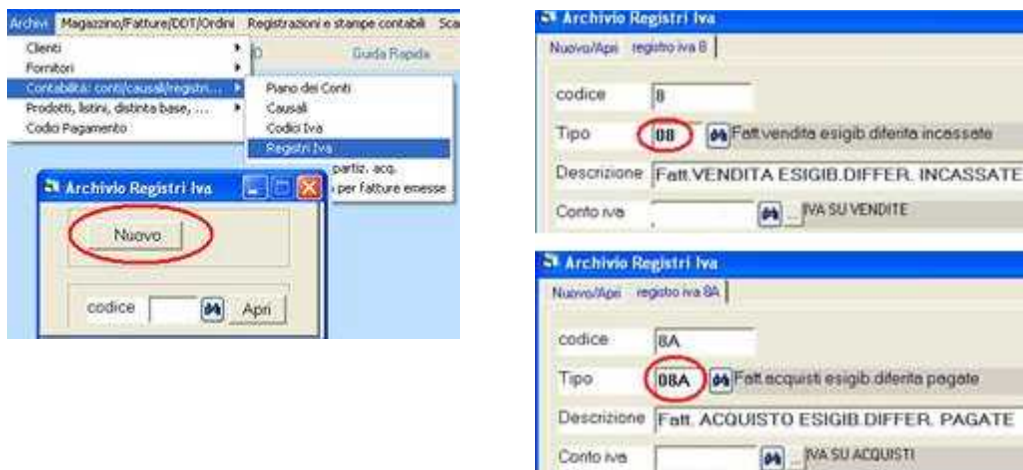 Archivi Magazzino/Fatture/DDT/Ordini Registrazioni e stampe contabili
Clienti
Guida Rapida
Fornitori
Contabilità: conti/causali/registri...
Piano dei Conti
Prodotti, listini, distinta base, ...
Causali
Codici Pagamento
Codici Iva
Registri Iva
partiz. acq.
per fatture emesse
Archivio Registri Iva
Nuovo
codice
Apri
Archivio Registri Iva
Nuovo/Apri registro iva 8
codice 8
Tipo 08 Fatt.vendita esigib.diferita incassate
Descrizione Fatt.VENDITA ESIGIB.DIFFER. INCASSATE
Conto iva ... IVA SU VENDITE
Archivio Registri Iva
Nuovo/Apri registro iva 8A
codice 8A
Tipo 08A Fatt.acquisti esigib.diferita pagate
Descrizione Fatt. ACQUISTO ESIGIB.DIFFER. PAGATE
Conto iva ... IVA SU ACQUISTI